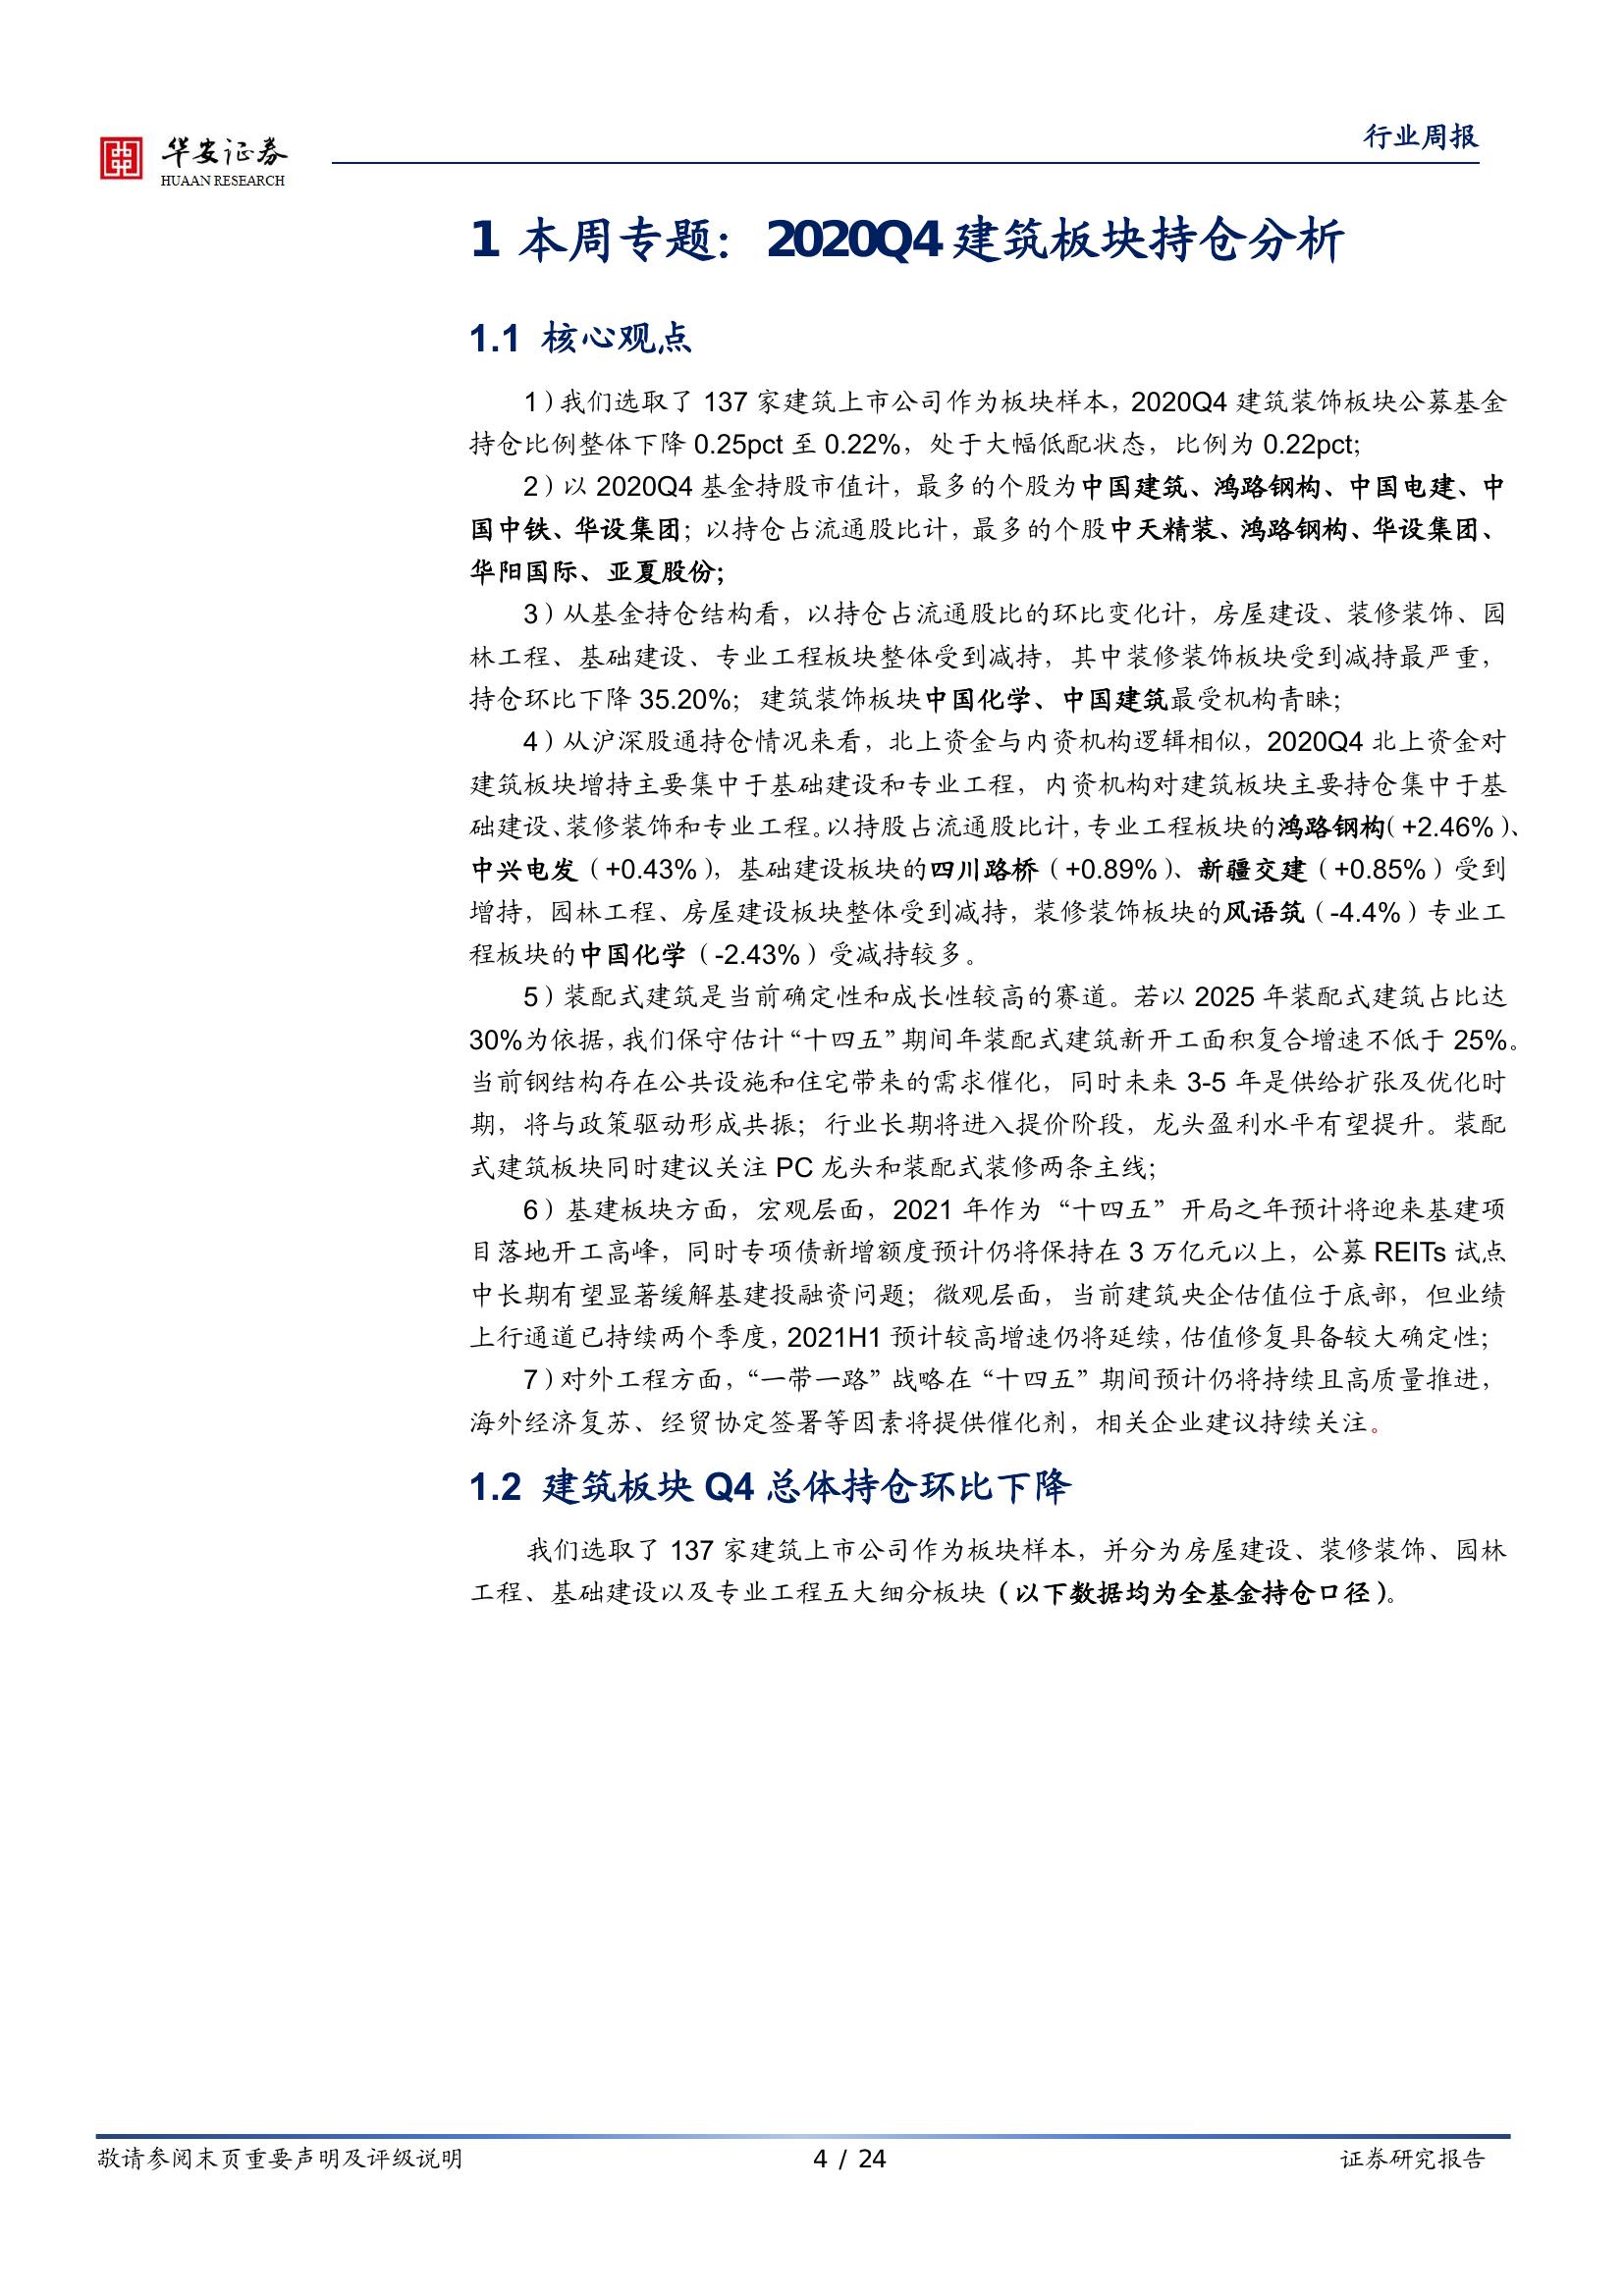 华安证券
HUAAN RESEARCH
行业周报
1 本周专题：2020Q4 建筑板块持仓分析
1.1 核心观点
1）我们选取了 137 家建筑上市公司作为板块样本，2020Q4 建筑装饰板块公募基金
持仓比例整体下降 0.25pct 至 0.22%，处于大幅低配状态，比例为 0.22pct；
2）以 2020Q4 基金持股市值计，最多的个股为中国建筑、鸿路钢构、中国电建、中
国中铁、华设集团；以持仓占流通股比计，最多的个股中天精装、鸿路钢构、华设集团、
华阳国际、亚夏股份；
3）从基金持仓结构看，以持仓占流通股比的环比变化计，房屋建设、装修装饰、园
林工程、基础建设、专业工程板块整体受到减持，其中装修装饰板块受到减持最严重，
持仓环比下降 35.20%；建筑装饰板块中国化学、中国建筑最受机构青睐；
4）从沪深股通持仓情况来看，北上资金与内资机构逻辑相似，2020Q4 北上资金对
建筑板块增持主要集中于基础建设和专业工程，内资机构对建筑板块主要持仓集中于基
础建设、装修装饰和专业工程。以持股占流通股比计，专业工程板块的鸿路钢构（+2.46%）、
中兴电发（+0.43%），基础建设板块的四川路桥（+0.89%）、新疆交建（+0.85%）受到
增持，园林工程、房屋建设板块整体受到减持，装修装饰板块的风语筑（-4.4%）专业工
程板块的中国化学（-2.43%）受减持较多。
5）装配式建筑是当前确定性和成长性较高的赛道。若以 2025 年装配式建筑占比达
30%为依据，我们保守估计“十四五”期间年装配式建筑新开工面积复合增速不低于 25%。
当前钢结构存在公共设施和住宅带来的需求催化，同时未来 3-5 年是供给扩张及优化时
期，将与政策驱动形成共振；行业长期将进入提价阶段，龙头盈利水平有望提升。装配
式建筑板块同时建议关注 PC 龙头和装配式装修两条主线；
6）基建板块方面，宏观层面，2021 年作为“十四五”开局之年预计将迎来基建项
目落地开工高峰，同时专项债新增额度预计仍将保持在 3 万亿元以上，公募 REITs 试点
中长期有望显著缓解基建投融资问题；微观层面，当前建筑央企估值位于底部，但业绩
上行通道已持续两个季度，2021H1 预计较高增速仍将延续，估值修复具备较大确定性；
7）对外工程方面，“一带一路”战略在“十四五”期间预计仍将持续且高质量推进，
海外经济复苏、经贸协定签署等因素将提供催化剂，相关企业建议持续关注。
1.2 建筑板块 Q4 总体持仓环比下降
我们选取了 137 家建筑上市公司作为板块样本，并分为房屋建设、装修装饰、园林
工程、基础建设以及专业工程五大细分板块（以下数据均为全基金持仓口径）。
敬请参阅末页重要声明及评级说明
4 / 24
证券研究报告